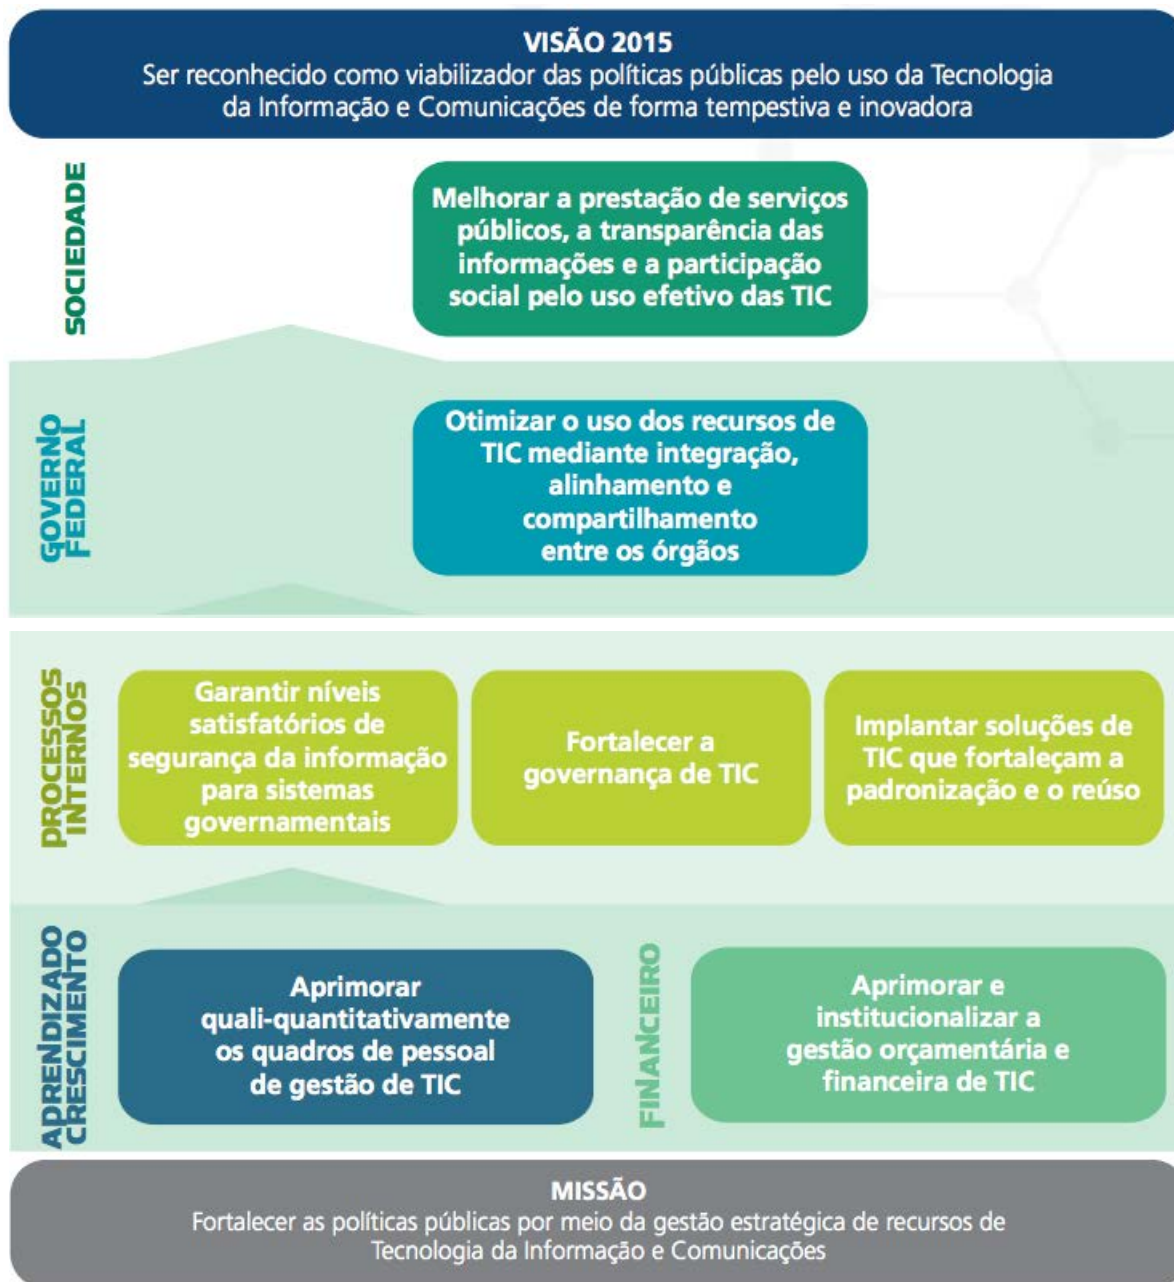 VISÃO 2015
Ser reconhecido como viabilizador das políticas públicas pelo uso da Tecnologia
da Informação e Comunicações de forma tempestiva e inovadora
SOCIEDADE
Melhorar a prestação de serviços
públicos, a transparência das
informações e a participação
social pelo uso efetivo das TIC
GOVERNO
FEDERAL
Otimizar o uso dos recursos de
TIC mediante integração,
alinhamento e
compartilhamento
entre os órgãos
PROCESSOS
INTERNOS
Garantir níveis
satisfatórios de
segurança da informação
para sistemas
governamentais
Fortalecer a
governança de TIC
Implantar soluções de
TIC que fortaleçam a
padronização e o reúso
APRENDIZADO
CRESCIMENTO
Aprimorar
quali-quantitativamente
os quadros de pessoal
de gestão de TIC
FINANCEIRO
Aprimorar e
institucionalizar a
gestão orçamentária e
financeira de TIC
MISSÃO
Fortalecer as políticas públicas por meio da gestão estratégica de recursos de
Tecnologia da Informação e Comunicações